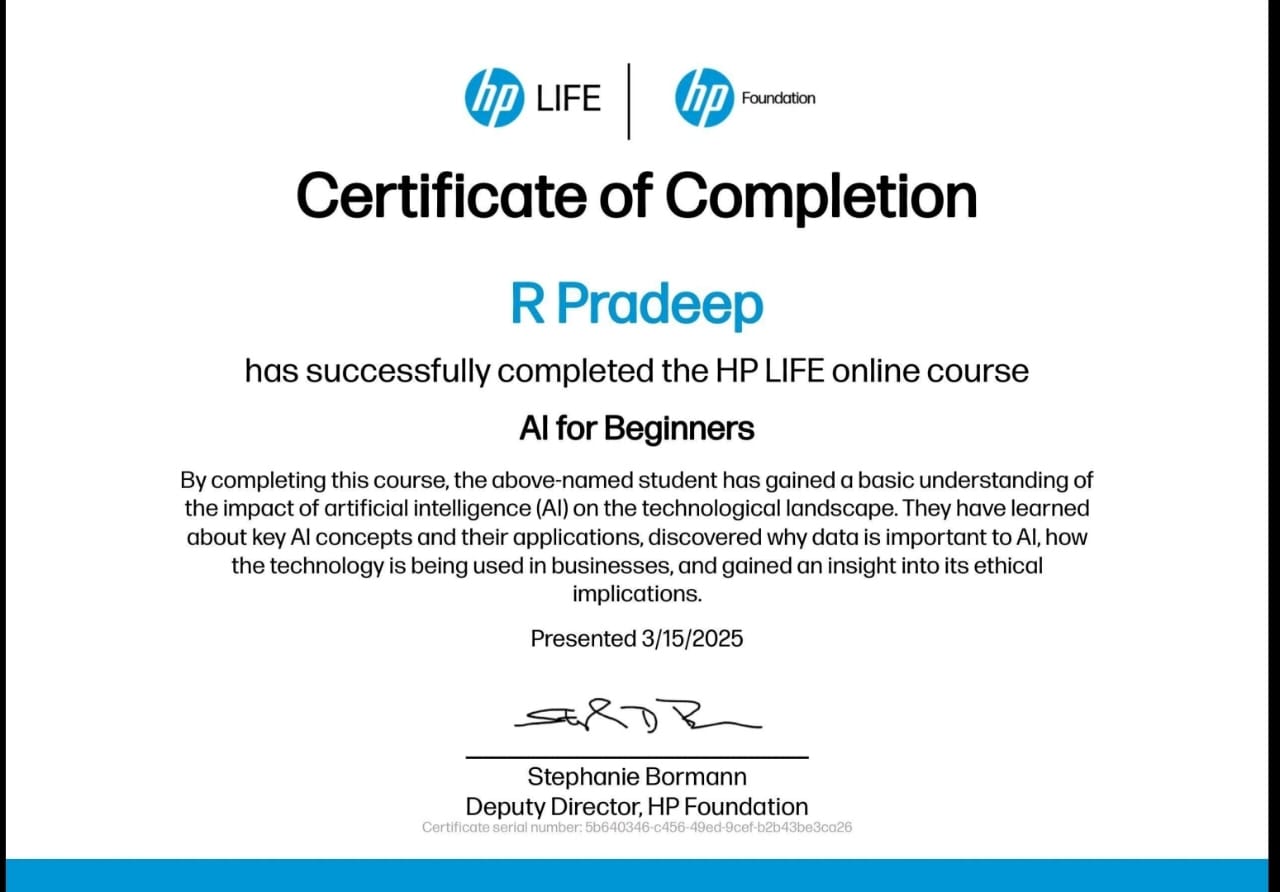 hp LIFE | hp Foundation
Certificate of Completion
R Pradeep
has successfully completed the HP LIFE online course
AI for Beginners
By completing this course, the above-named student has gained a basic understanding of
the impact of artificial intelligence (AI) on the technological landscape. They have learned
about key AI concepts and their applications, discovered why data is important to AI, how
the technology is being used in businesses, and gained an insight into its ethical
implications.
Presented 3/15/2025
Stephanie Bormann
Deputy Director, HP Foundation
Certificate serial number: 5b640346-c456-49ed-9cef-b2b43be3ca26